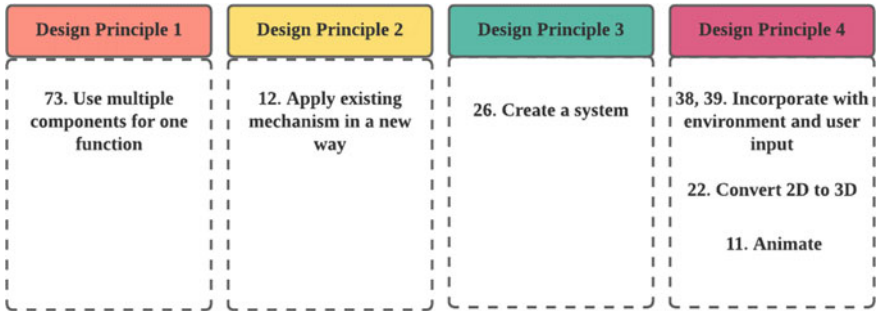 Design Principle 1
73. Use multiple
components for one
function
Design Principle 2
12. Apply existing
mechanism in a new
way
Design Principle 3
26. Create a system
Design Principle 4
38, 39. Incorporate with
environment and user
input
22. Convert 2D to 3D
11. Animate